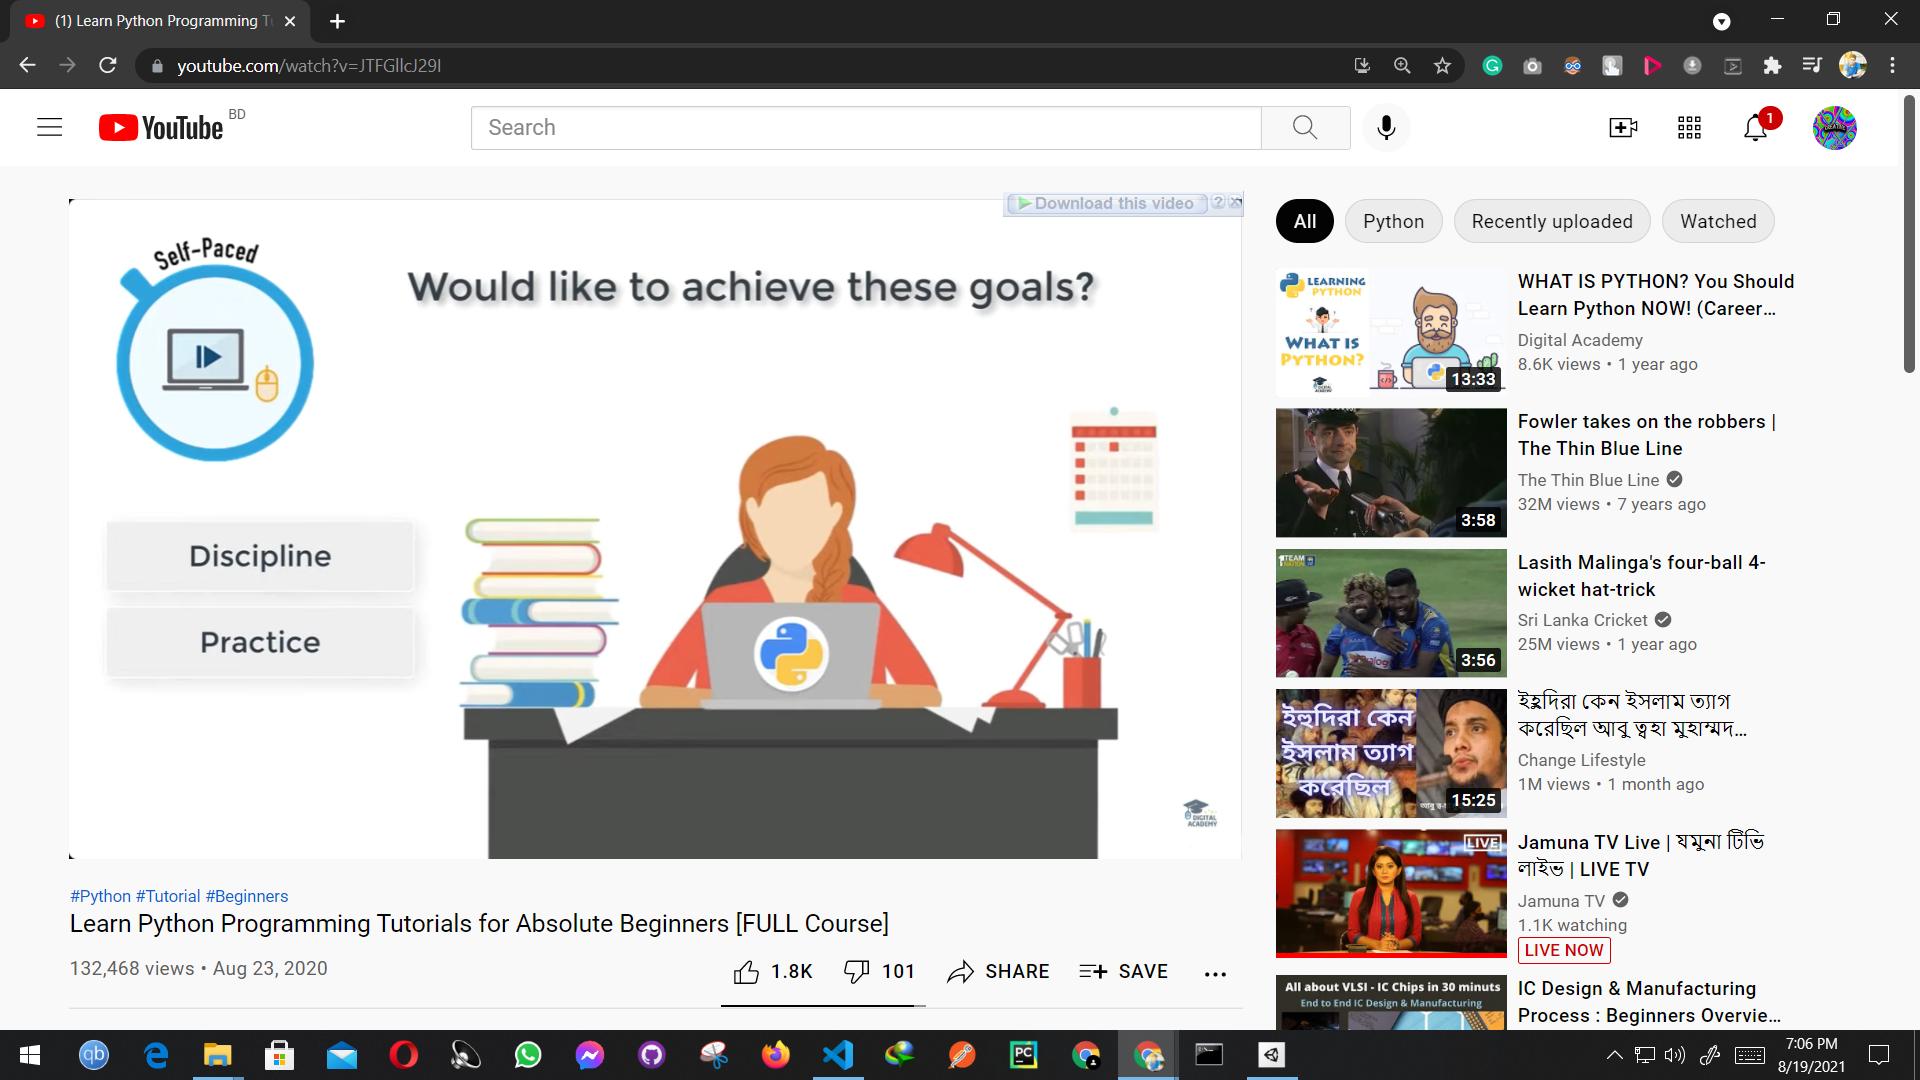 (1) Learn Python Programming Tu
youtube.com/watch?v=JTFGllcJ29I
YouTube BD
Search
1
Download this video
Self-Paced
Would like to achieve these goals?
Discipline
Practice
DIGITAL
ACADEMY
#Python #Tutorial #Beginners
Learn Python Programming Tutorials for Absolute Beginners [FULL Course]
132,468 views • Aug 23, 2020
1.8K
101
SHARE
SAVE
All
Python
Recently uploaded
Watched
LEARNING
PYTHON
WHAT IS
PYTHON?
13:33
WHAT IS PYTHON? You Should
Learn Python NOW! (Career...
Digital Academy
8.6K views • 1 year ago
3:58
Fowler takes on the robbers |
The Thin Blue Line
The Thin Blue Line
32M views • 7 years ago
1TEAM
NATION
3:56
Lasith Malinga's four-ball 4-
wicket hat-trick
Sri Lanka Cricket
25M views • 1 year ago
ইহুদিরা কেন
ইসলাম ত্যাগ
করেছিল
15:25
ইহুদিরা কেন ইসলাম ত্যাগ
করেছিল আবু ত্বহা মুহাম্মদ...
Change Lifestyle
1M views • 1 month ago
LIVE
Jamuna TV Live | যমুনা টিভি
লাইভ | LIVE TV
Jamuna TV
1.1K watching
LIVE NOW
All about VLSI - IC Chips in 30 minuts
End to End IC Design & Manufacturing
IC Design & Manufacturing
Process : Beginners Overvie...
qb
PC
7:06 PM
8/19/2021